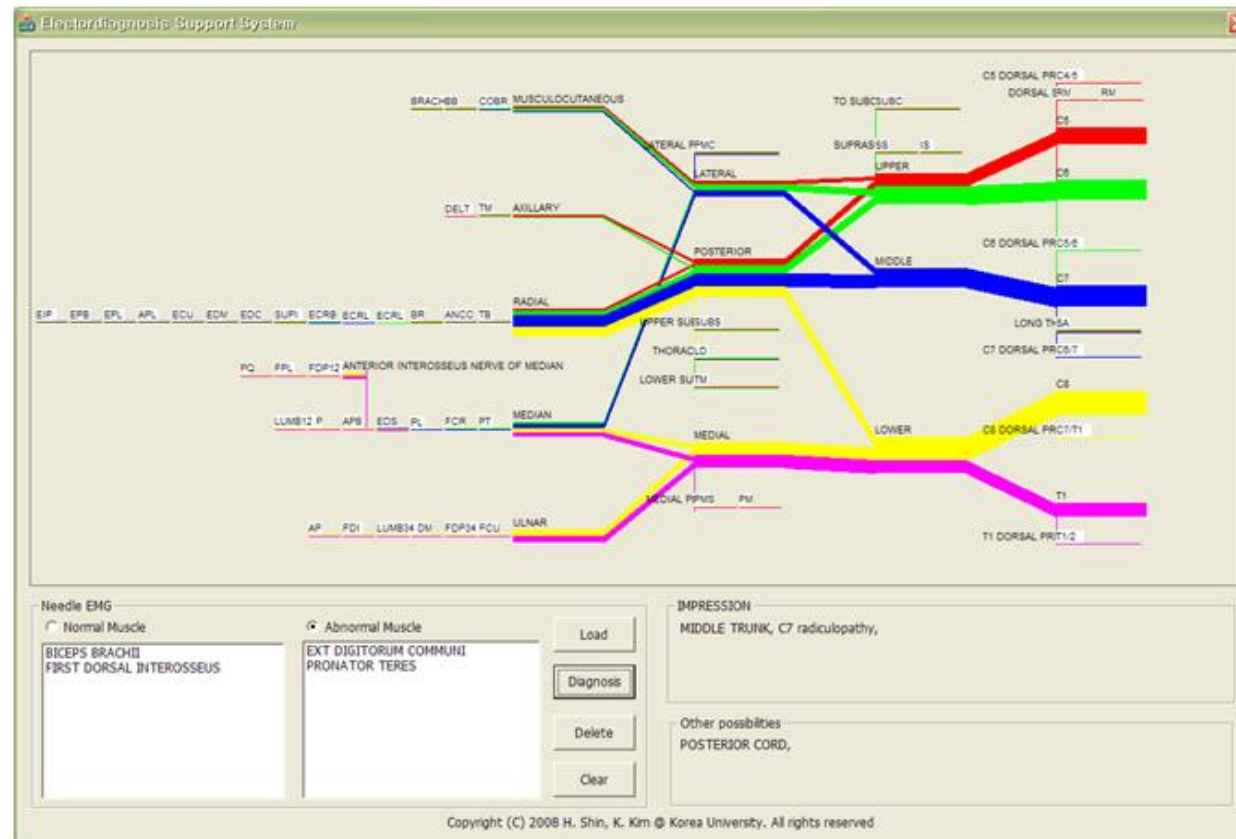 Electordiagnosis Support System
C5 DORSAL PRC4/5
BRACHBB COBR MUSCULOCUTANEOUS TO SUBCSUBC DORSAL SRM RM
C5
LATERAL PPMC SUPRASSS IS
LATERAL UPPER C6
DELT TM AXILLARY
POSTERIOR MIDDLE C6 DORSAL PRC5/6
C7
RADIAL
EIP EPB EPL APL ECU EDM EDC SUPI ECRB ECRL ECRL BR ANCC TB UPPER SUESUBS LONG THSA
THORACLD C7 DORSAL PRC6/7
PQ FPL FDP12 ANTERIOR INTEROSSEUS NERVE OF MEDIAN
LOWER SUTM C8
LUMB12 P APB EDS PL FCR PT MEDIAN
MEDIAL LOWER C8 DORSAL PRC7/T1
MEDIAL PIPMS PM T1
AP FDI LUMB34 DM FDP34 FCU ULNAR
T1 DORSAL PRIT1/2
Needle EMG
Normal Muscle
Abnormal Muscle
BICEPS BRACHII
FIRST DORSAL INTEROSSEUS
EXT DIGITORUM COMMUNI
PRONATOR TERES
Load
Diagnosis
Delete
Clear
IMPRESSION
MIDDLE TRUNK, C7 radiculopathy,
Other possibilties
POSTERIOR CORD,
Copyright (C) 2008 H. Shin, K. Kim @ Korea University. All rights reserved